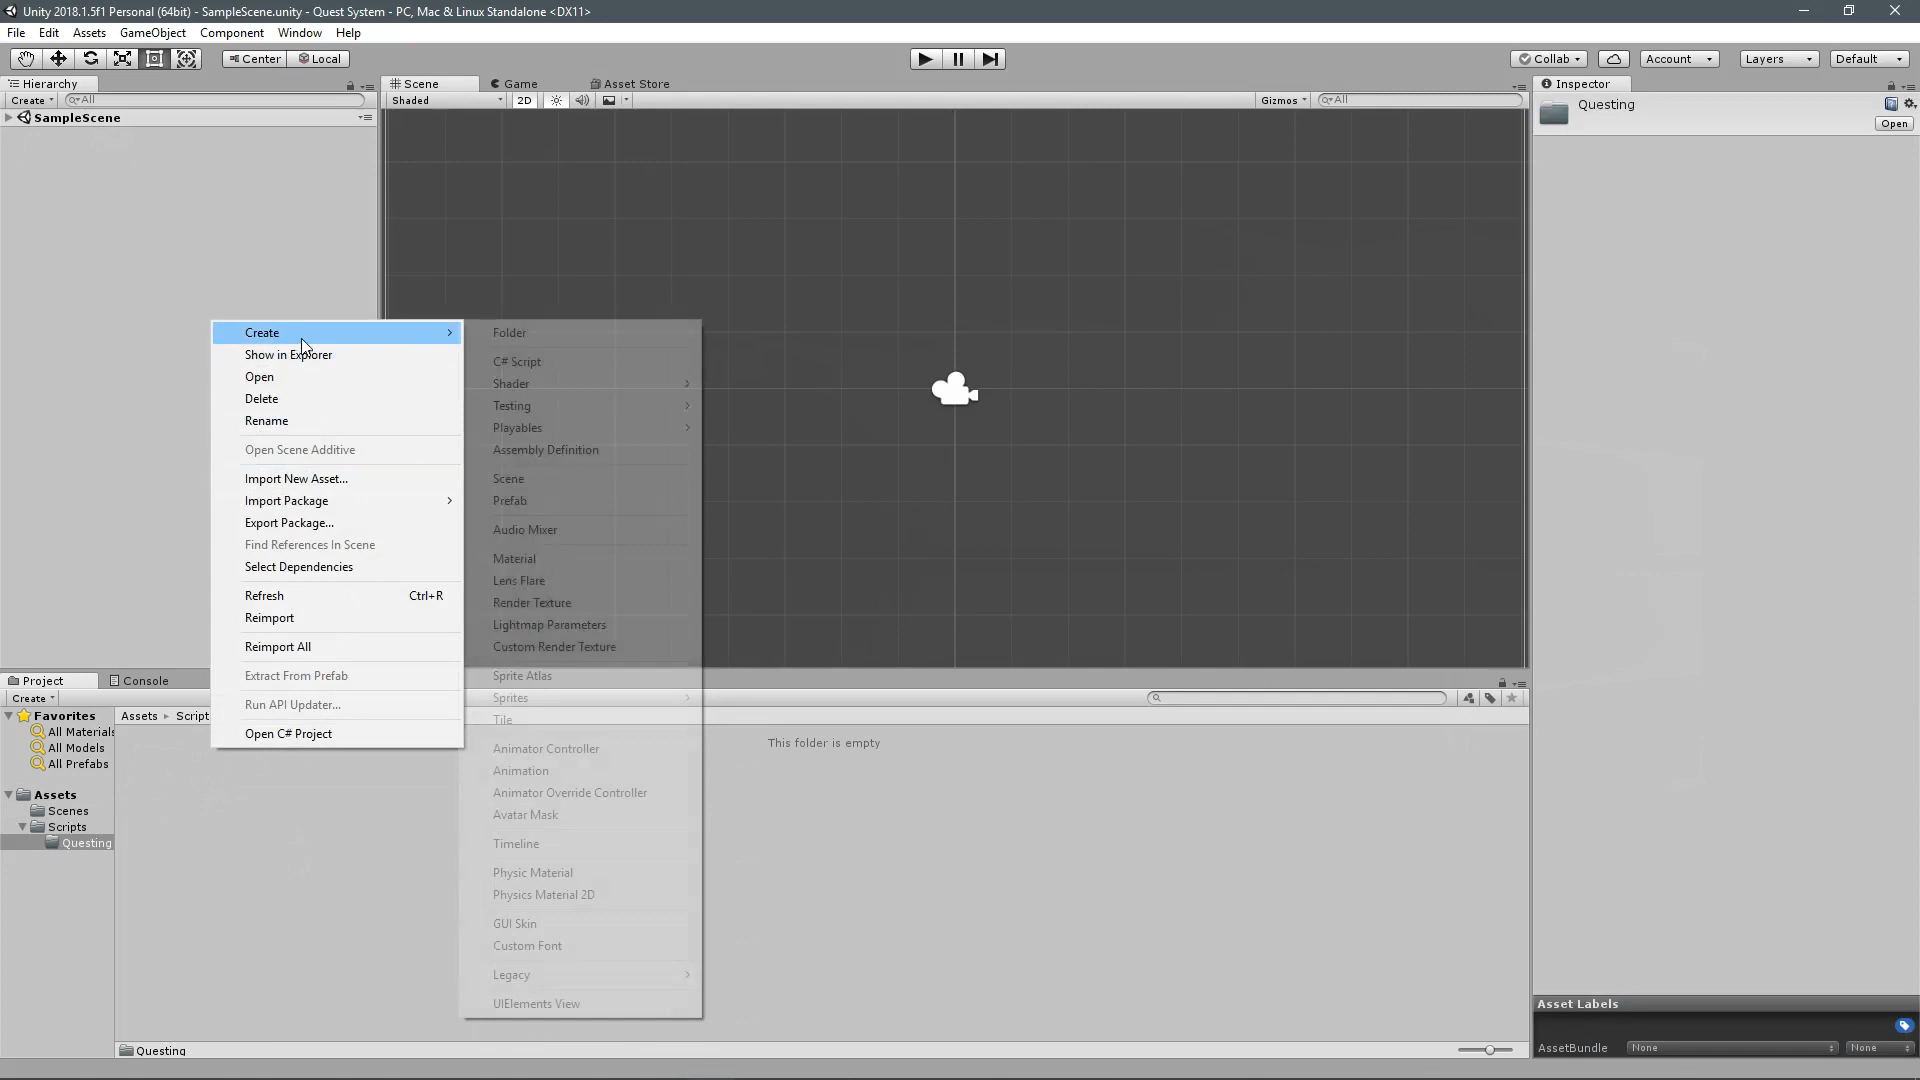 Unity 2018.1.5f1 Personal (64bit) - SampleScene.unity - Quest System - PC, Mac & Linux Standalone <DX11>
File Edit Assets GameObject Component Window Help
Center Local Collab Account Layers Default
Hierarchy Scene Game Asset Store Inspector
Create All Shaded 2D Gizmos All
Questing
Open
SampleScene
Create
Show in Explorer
Open
Delete
Rename
Open Scene Additive
Import New Asset...
Import Package
Export Package...
Find References In Scene
Select Dependencies
Refresh Ctrl+R
Reimport
Reimport All
Extract From Prefab
Run API Updater...
Open C# Project
Folder
C# Script
Shader
Testing
Playables
Assembly Definition
Scene
Prefab
Audio Mixer
Material
Lens Flare
Render Texture
Lightmap Parameters
Custom Render Texture
Sprite Atlas
Sprites
Tile
Animator Controller
Animation
Animator Override Controller
Avatar Mask
Timeline
Physic Material
Physics Material 2D
GUI Skin
Custom Font
Legacy
UIElements View
Project Console
Create
Favorites
All Materials
All Models
All Prefabs
Assets
Scenes
Scripts
Questing
Assets Script
This folder is empty
Questing
Asset Labels
AssetBundle None None